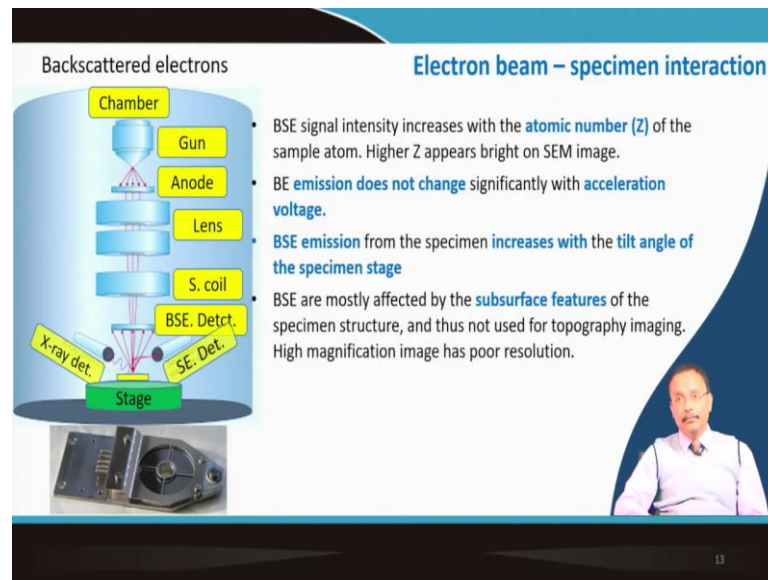 Backscattered electrons
Electron beam – specimen interaction
Chamber
Gun
Anode
Lens
S. coil
BSE. Detct.
X-ray det.
SE. Det.
Stage
• BSE signal intensity increases with the atomic number (Z) of the
sample atom. Higher Z appears bright on SEM image.
• BE emission does not change significantly with acceleration
voltage.
• BSE emission from the specimen increases with the tilt angle of
the specimen stage
• BSE are mostly affected by the subsurface features of the
specimen structure, and thus not used for topography imaging.
High magnification image has poor resolution.
13